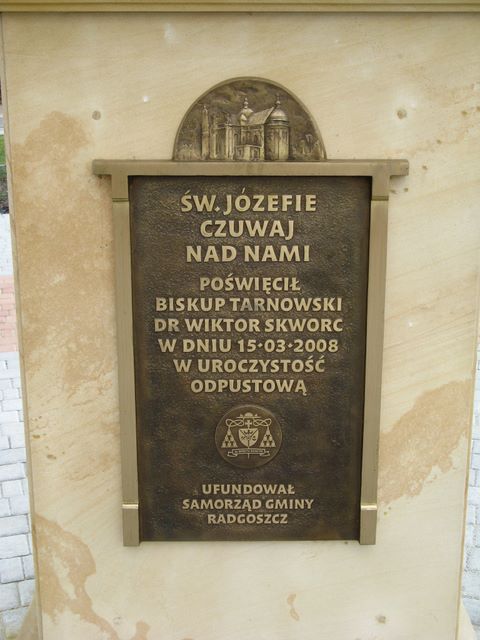 ŚW. JÓZEFIE
CZUWAJ
NAD NAMI
POŚWIĘCIŁ
BISKUP TARNOWSKI
DR WIKTOR SKWORC
W DNIU 15·03·2008
W UROCZYSTOŚĆ
ODPUSTOWĄ
UFUNDOWAŁ
SAMORZĄD GMINY
RADGOSZCZ